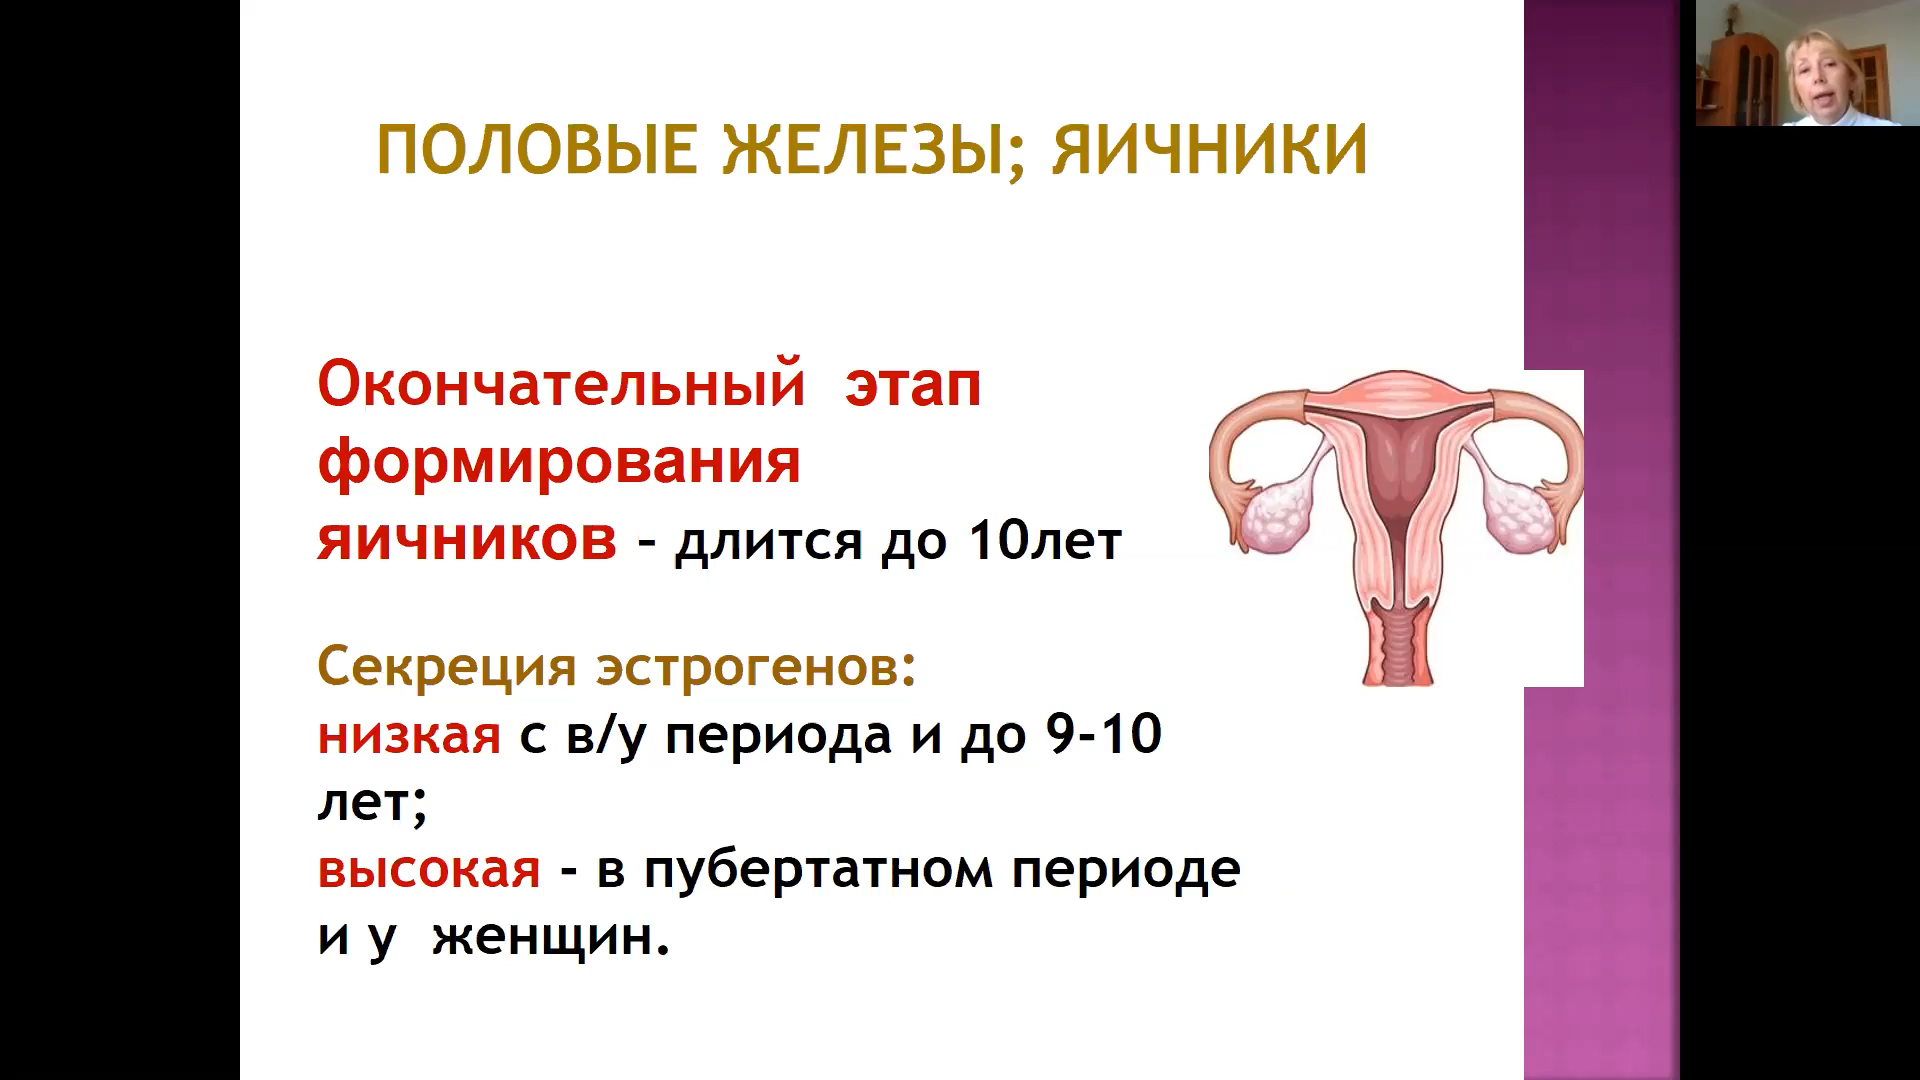 ПОЛОВЫЕ ЖЕЛЕЗЫ; ЯИЧНИКИ
Окончательный этап
формирования
яичников - длится до 10лет
Секреция эстрогенов:
низкая с в/у периода и до 9-10
лет;
высокая - в пубертатном периоде
и у женщин.